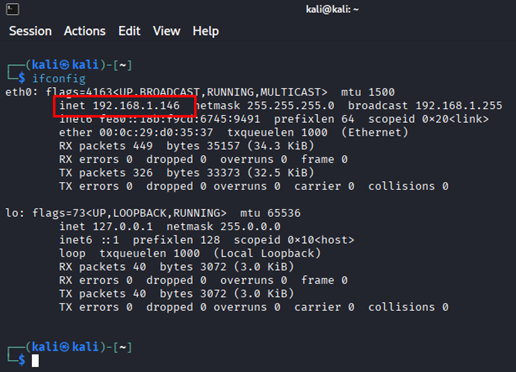 kali@kali: ~
Session Actions Edit View Help
┌──(kali㉿kali)-[~]
└─$ ifconfig
eth0: flags=4163<UP,BROADCAST,RUNNING,MULTICAST> mtu 1500
inet 192.168.1.146 netmask 255.255.255.0 broadcast 192.168.1.255
inet6 fe80::18b:f9cd:6745:9491 prefixlen 64 scopeid 0×20<link>
ether 00:0c:29:d0:35:37 txqueuelen 1000 (Ethernet)
RX packets 449 bytes 35157 (34.3 KiB)
RX errors 0 dropped 0 overruns 0 frame 0
TX packets 326 bytes 33373 (32.5 KiB)
TX errors 0 dropped 0 overruns 0 carrier 0 collisions 0
lo: flags=73<UP,LOOPBACK,RUNNING> mtu 65536
inet 127.0.0.1 netmask 255.0.0.0
inet6 ::1 prefixlen 128 scopeid 0×10<host>
loop txqueuelen 1000 (Local Loopback)
RX packets 40 bytes 3072 (3.0 KiB)
RX errors 0 dropped 0 overruns 0 frame 0
TX packets 40 bytes 3072 (3.0 KiB)
TX errors 0 dropped 0 overruns 0 carrier 0 collisions 0
┌──(kali㉿kali)-[~]
└─$